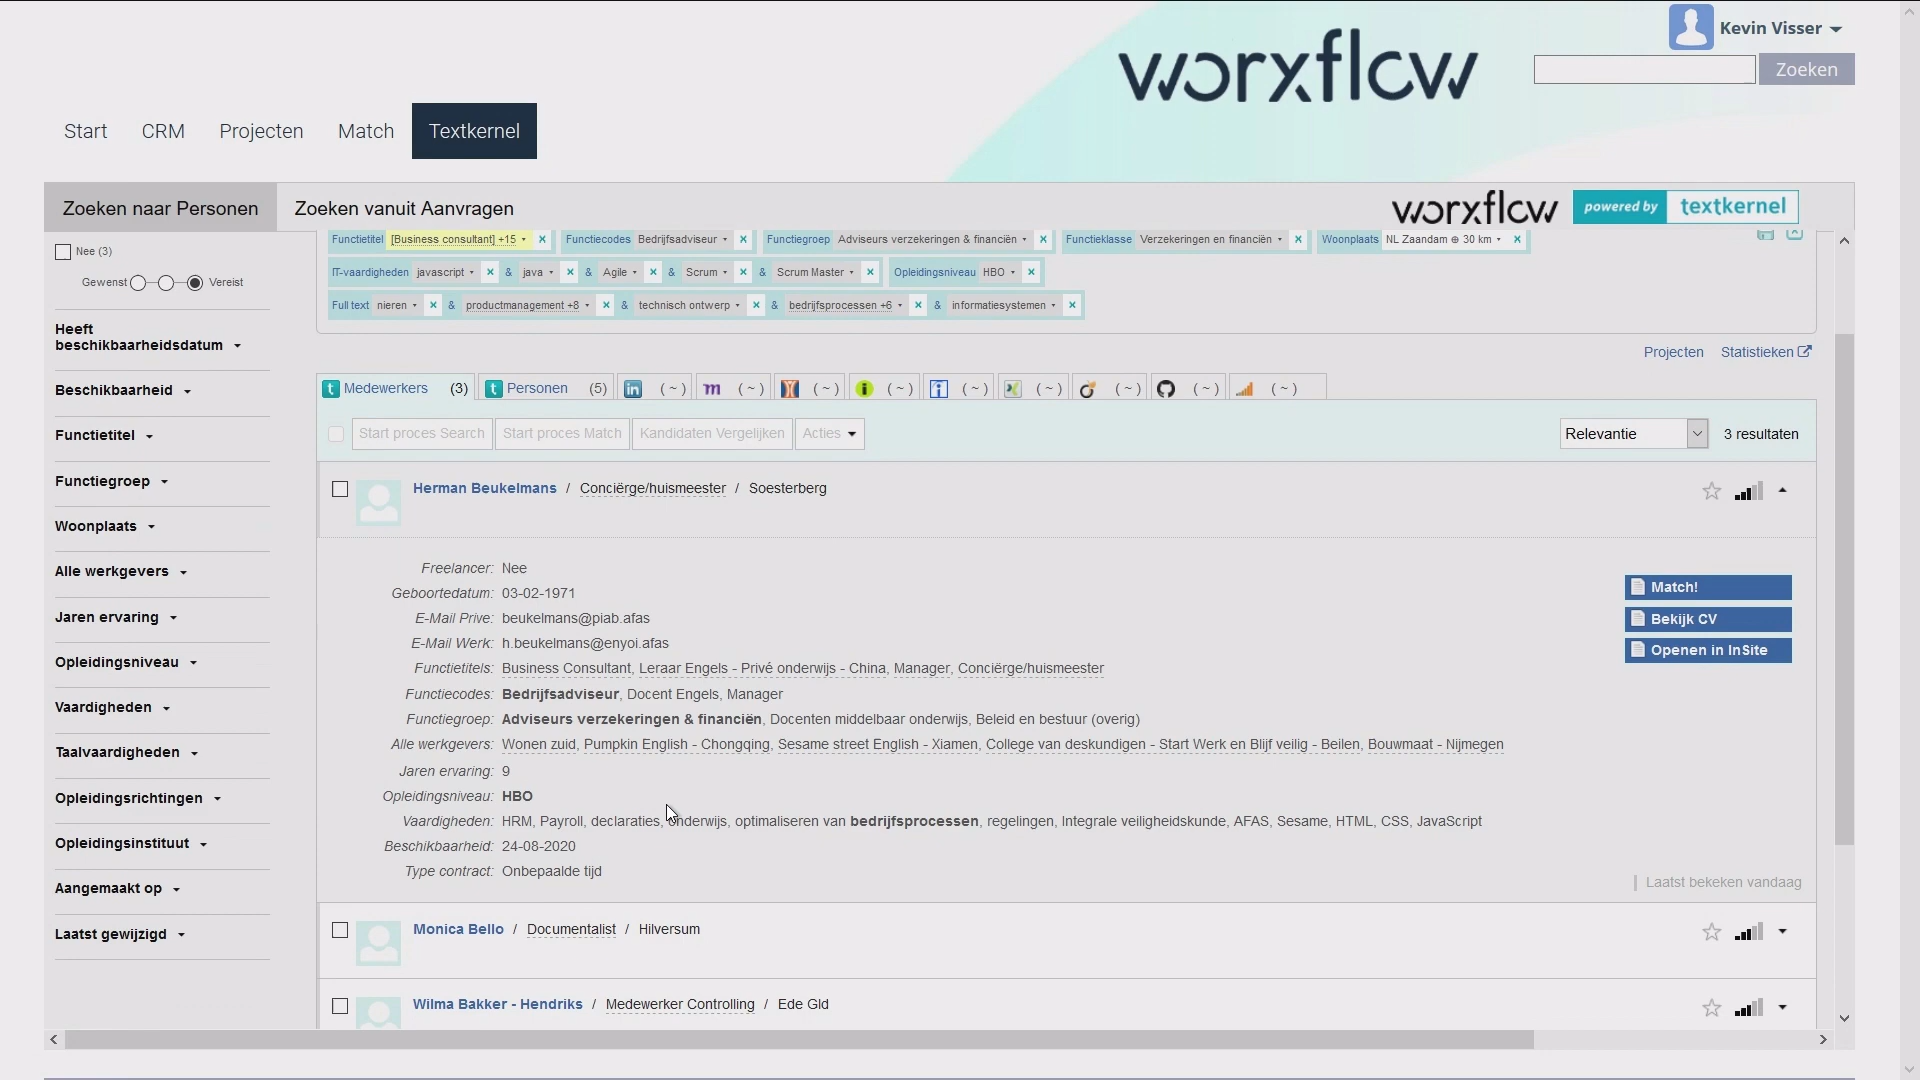 worxflow
Kevin Visser
Zoeken
Start CRM Projecten Match Textkernel
Zoeken naar Personen Zoeken vanuit Aanvragen
worxflow powered by textkernel
Functietitel [Business consultant] +15 × Functiecodes Bedrijfsadviseur × Functiegroep Adviseurs verzekeringen & financiën × Functieklasse Verzekeringen en financiën × Woonplaats NL Zaandam ⊕ 30 km ×
IT-vaardigheden javascript × & java × & Agile × & Scrum × & Scrum Master × Opleidingsniveau HBO ×
Full text nieren × & productmanagement +8 × & technisch ontwerp × & bedrijfsprocessen +6 × & informatiesystemen ×
Nee (3)
Gewenst Vereist
Heeft
beschikbaarheidsdatum
Beschikbaarheid
Functietitel
Functiegroep
Woonplaats
Alle werkgevers
Jaren ervaring
Opleidingsniveau
Vaardigheden
Taalvaardigheden
Opleidingsrichtingen
Opleidingsinstituut
Aangemaakt op
Laatst gewijzigd
Projecten Statistieken
t Medewerkers (3) t Personen (5) in ( ~ ) m ( ~ ) ( ~ ) i ( ~ ) i ( ~ ) ( ~ ) ( ~ ) ( ~ ) ( ~ )
Start proces Search Start proces Match Kandidaten Vergelijken Acties Relevantie 3 resultaten
Herman Beukelmans / Conciërge/huismeester / Soesterberg
Freelancer: Nee
Geboortedatum: 03-02-1971
E-Mail Prive: beukelmans@piab.afas
E-Mail Werk: h.beukelmans@enyoi.afas
Functietitels: Business Consultant, Leraar Engels - Privé onderwijs - China, Manager, Conciërge/huismeester
Functiecodes: Bedrijfsadviseur, Docent Engels, Manager
Functiegroep: Adviseurs verzekeringen & financiën, Docenten middelbaar onderwijs, Beleid en bestuur (overig)
Alle werkgevers: Wonen zuid, Pumpkin English - Chongqing, Sesame street English - Xiamen, College van deskundigen - Start Werk en Blijf veilig - Beilen, Bouwmaat - Nijmegen
Jaren ervaring: 9
Opleidingsniveau: HBO
Vaardigheden: HRM, Payroll, declaraties, onderwijs, optimaliseren van bedrijfsprocessen, regelingen, Integrale veiligheidskunde, AFAS, Sesame, HTML, CSS, JavaScript
Beschikbaarheid: 24-08-2020
Type contract: Onbepaalde tijd
Match!
Bekijk CV
Openen in InSite
Laatst bekeken vandaag
Monica Bello / Documentalist / Hilversum
Wilma Bakker - Hendriks / Medewerker Controlling / Ede Gld